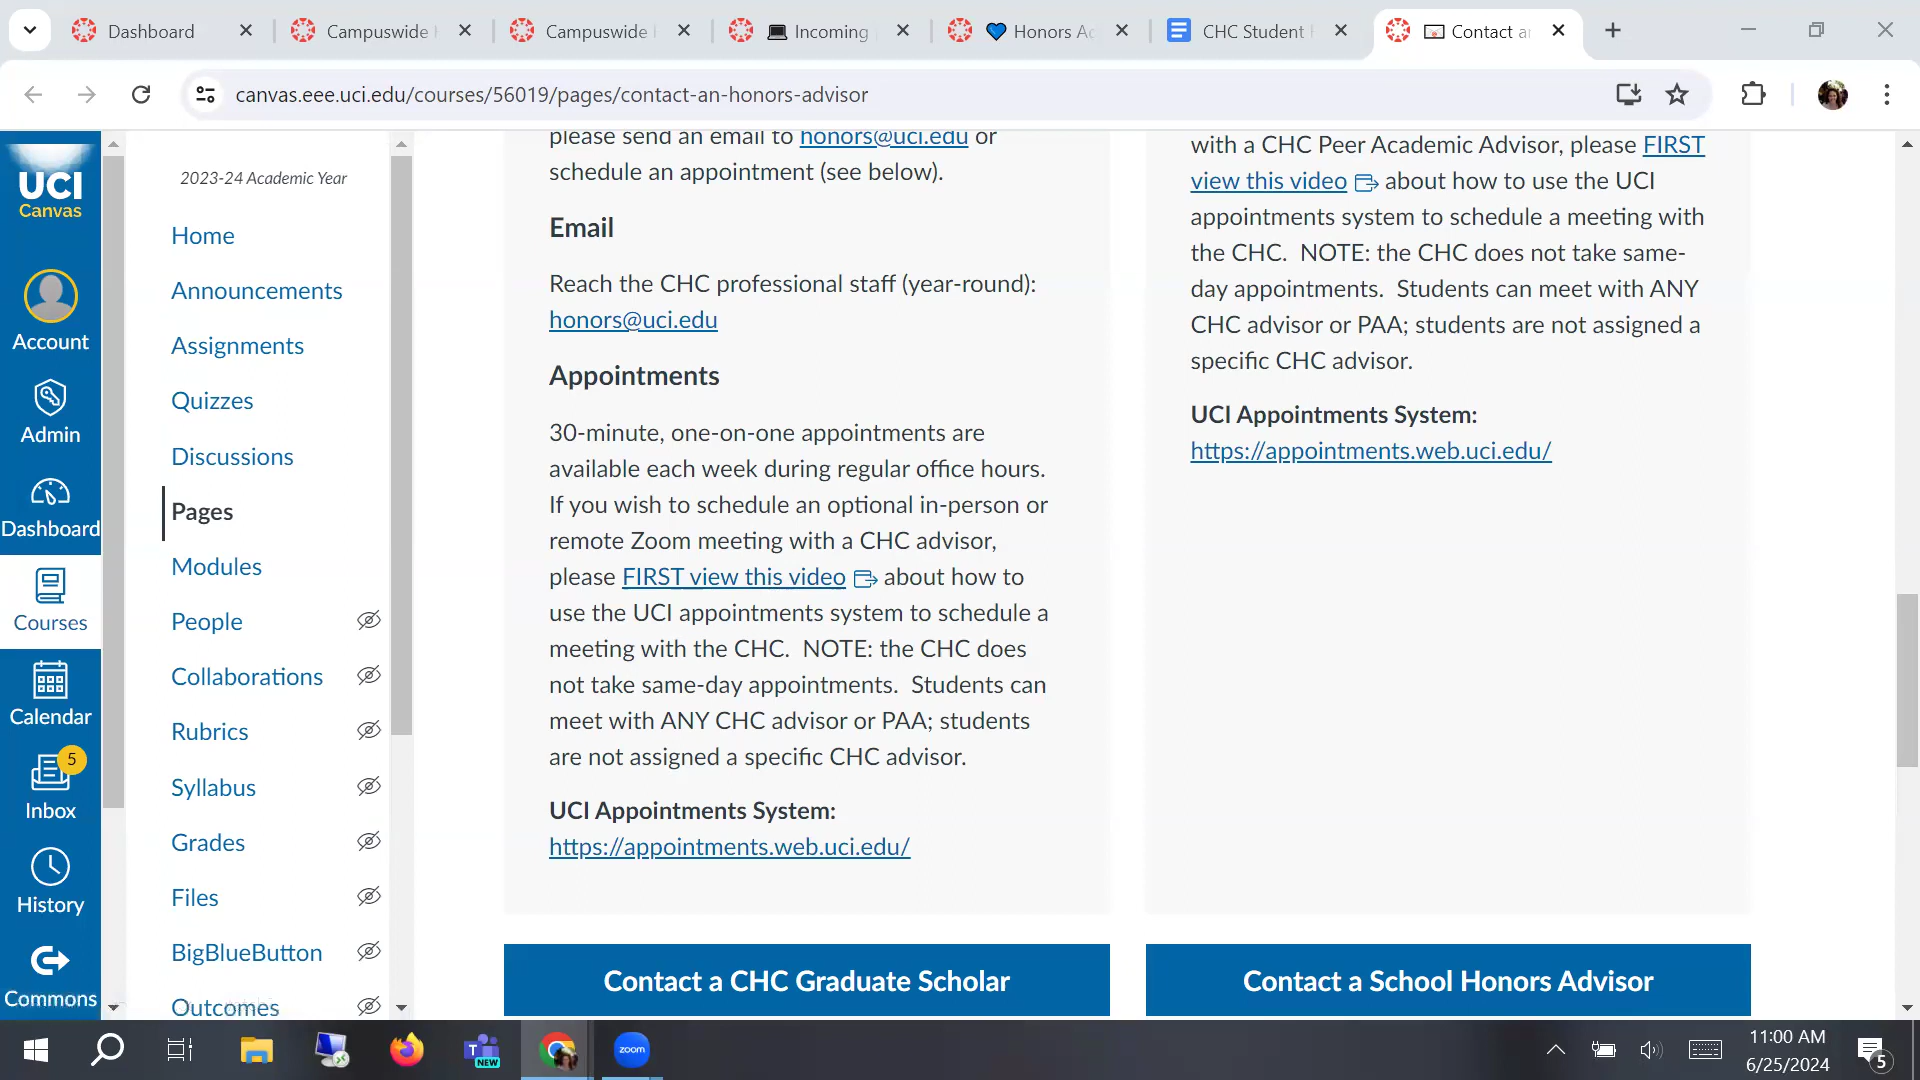 Dashboard
Campuswide
Campuswide
Incoming
Honors Ac
CHC Student
Contact an
canvas.eee.uci.edu/courses/56019/pages/contact-an-honors-advisor
UCI
Canvas
Account
Admin
Dashboard
Courses
Calendar
5
Inbox
History
Commons
2023-24 Academic Year
Home
Announcements
Assignments
Quizzes
Discussions
Pages
Modules
People
Collaborations
Rubrics
Syllabus
Grades
Files
BigBlueButton
Outcomes
please send an email to honors@uci.edu or
schedule an appointment (see below).
Email
Reach the CHC professional staff (year-round):
honors@uci.edu
Appointments
30-minute, one-on-one appointments are
available each week during regular office hours.
If you wish to schedule an optional in-person or
remote Zoom meeting with a CHC advisor,
please FIRST view this video about how to
use the UCI appointments system to schedule a
meeting with the CHC.  NOTE: the CHC does
not take same-day appointments.  Students can
meet with ANY CHC advisor or PAA; students
are not assigned a specific CHC advisor.
UCI Appointments System:
https://appointments.web.uci.edu/
with a CHC Peer Academic Advisor, please FIRST
view this video about how to use the UCI
appointments system to schedule a meeting with
the CHC.  NOTE: the CHC does not take same-
day appointments.  Students can meet with ANY
CHC advisor or PAA; students are not assigned a
specific CHC advisor.
UCI Appointments System:
https://appointments.web.uci.edu/
Contact a CHC Graduate Scholar
Contact a School Honors Advisor
NEW
zoom
11:00 AM
6/25/2024
5